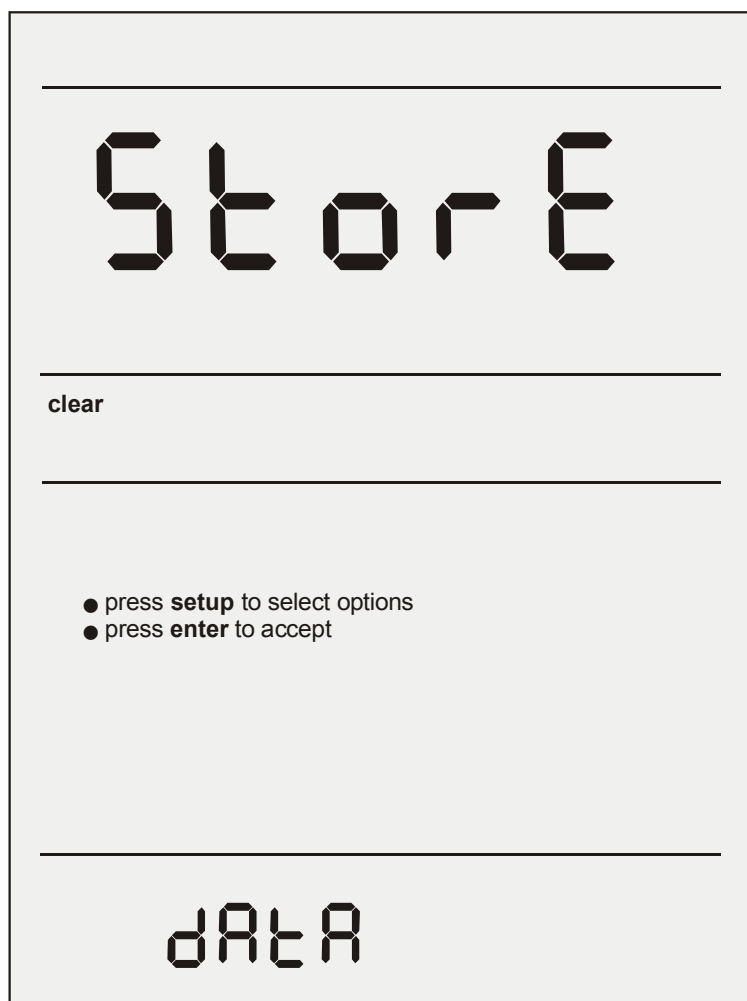 StorE
clear
● press setup to select options
● press enter to accept
dAtA